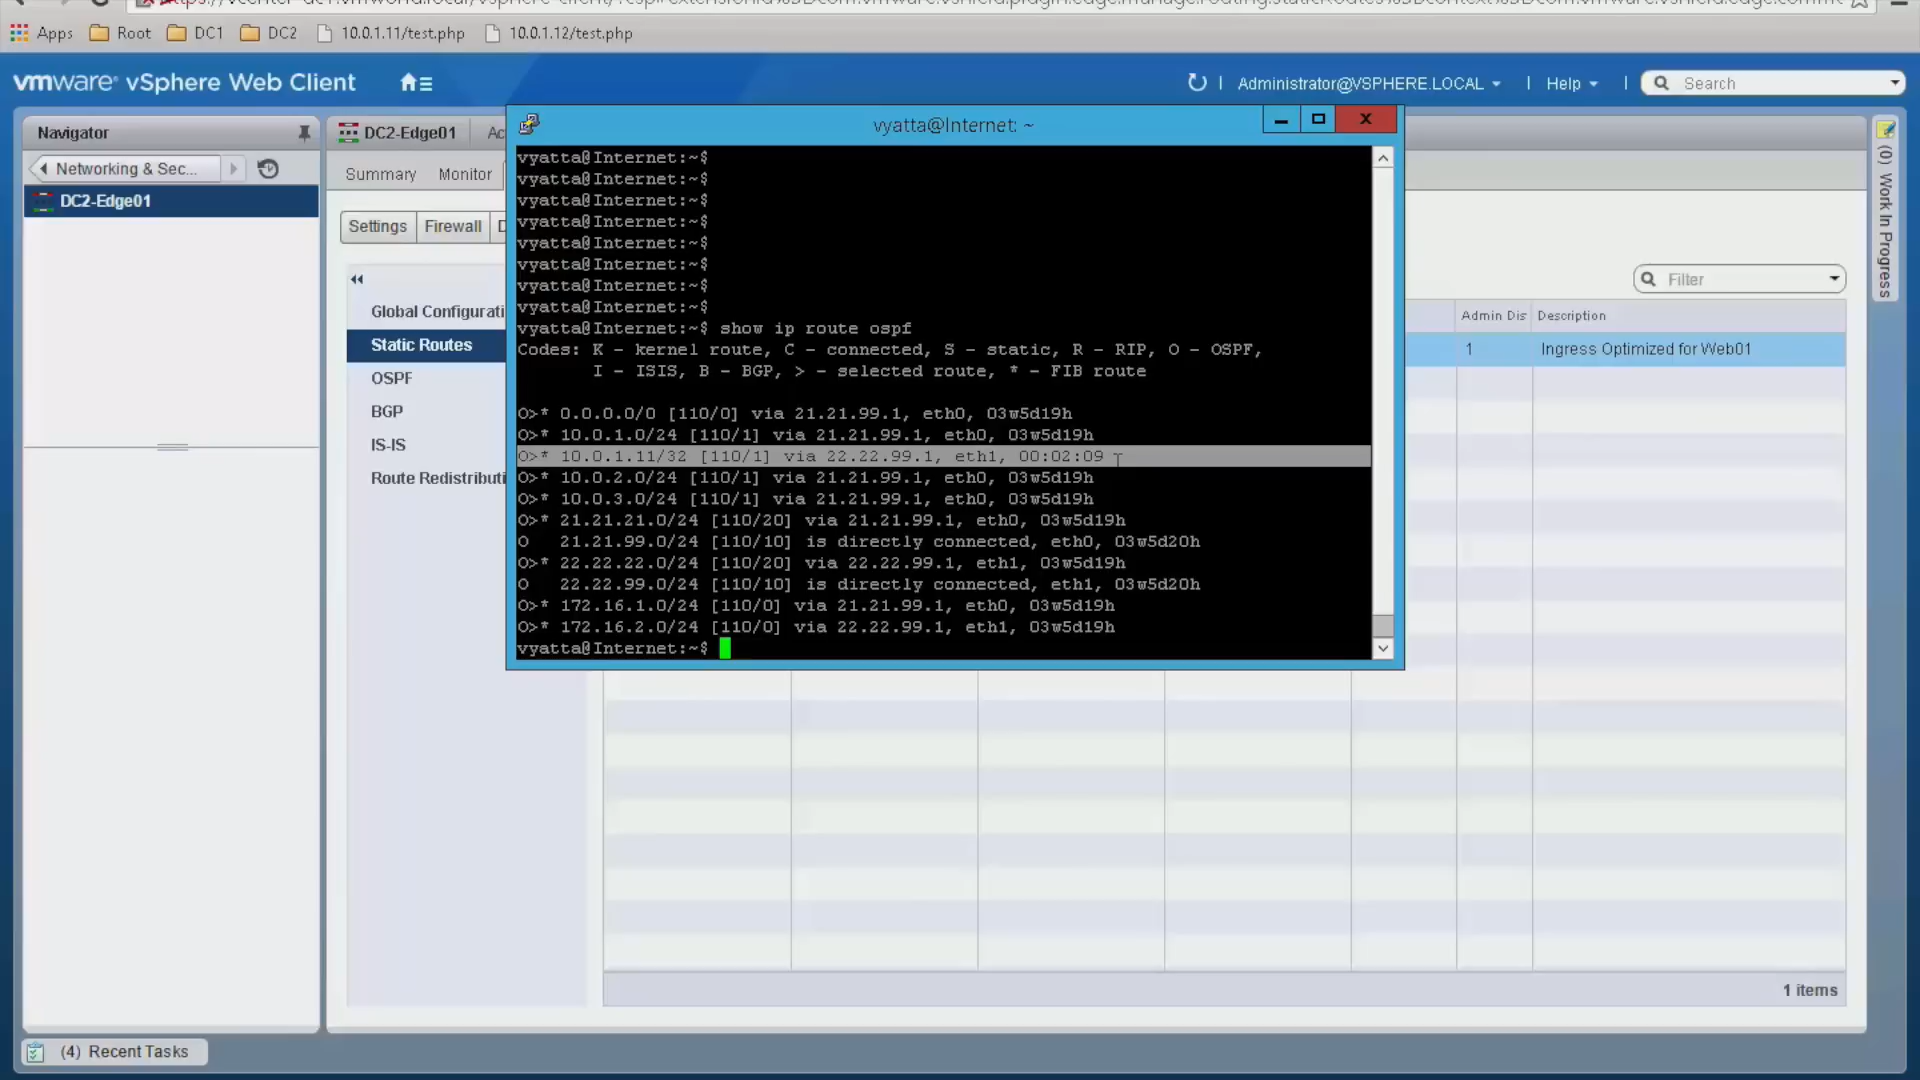 Apps Root DC1 DC2 10.0.1.11/test.php 10.0.1.12/test.php
vmware® vSphere Web Client
Administrator@VSPHERE.LOCAL Help Search
Navigator
Networking & Sec...
DC2-Edge01
DC2-Edge01
Summary Monitor
Settings Firewall
Global Configurati
Static Routes
OSPF
BGP
IS-IS
Route Redistributi
vyatta@Internet: ~
vyatta@Internet:~$
vyatta@Internet:~$
vyatta@Internet:~$
vyatta@Internet:~$
vyatta@Internet:~$
vyatta@Internet:~$
vyatta@Internet:~$
vyatta@Internet:~$
vyatta@Internet:~$ show ip route ospf
Codes: K - kernel route, C - connected, S - static, R - RIP, O - OSPF,
I - ISIS, B - BGP, > - selected route, * - FIB route
O>* 0.0.0.0/0 [110/0] via 21.21.99.1, eth0, 03w5d19h
O>* 10.0.1.0/24 [110/1] via 21.21.99.1, eth0, 03w5d19h
O>* 10.0.1.11/32 [110/1] via 22.22.99.1, eth1, 00:02:09
O>* 10.0.2.0/24 [110/1] via 21.21.99.1, eth0, 03w5d19h
O>* 10.0.3.0/24 [110/1] via 21.21.99.1, eth0, 03w5d19h
O>* 21.21.21.0/24 [110/20] via 21.21.99.1, eth0, 03w5d19h
O 21.21.99.0/24 [110/10] is directly connected, eth0, 03w5d20h
O>* 22.22.22.0/24 [110/20] via 22.22.99.1, eth1, 03w5d19h
O 22.22.99.0/24 [110/10] is directly connected, eth1, 03w5d20h
O>* 172.16.1.0/24 [110/0] via 21.21.99.1, eth0, 03w5d19h
O>* 172.16.2.0/24 [110/0] via 22.22.99.1, eth1, 03w5d19h
vyatta@Internet:~$
Filter
Admin Dis Description
1 Ingress Optimized for Web01
1 items
(0) Work In Progress
(4) Recent Tasks